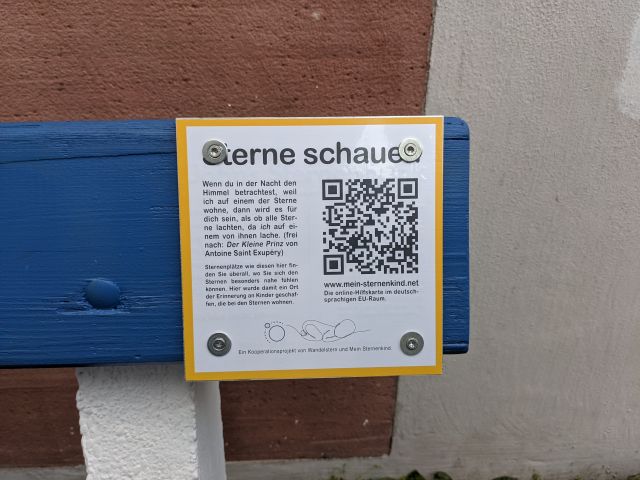 Sterne schauen
Wenn du in der Nacht den
Himmel betrachtest, weil
ich auf einem der Sterne
wohne, dann wird es für
dich sein, als ob alle Ster-
ne lachten, da ich auf ei-
nem von ihnen lache. (frei
nach: Der Kleine Prinz von
Antoine Saint Exupéry)
Sternenplätze wie diesen hier fin-
den Sie überall, wo Sie sich den
Sternen besonders nahe fühlen
können. Hier wurde damit ein Ort
der Erinnerung an Kinder geschaf-
fen, die bei den Sternen wohnen.
www.mein-sternenkind.net
Die online-Hilfskarte im deutsch-
sprachigen EU-Raum.
Ein Kooperationsprojekt von Wandelstern und Mein Sternenkind.